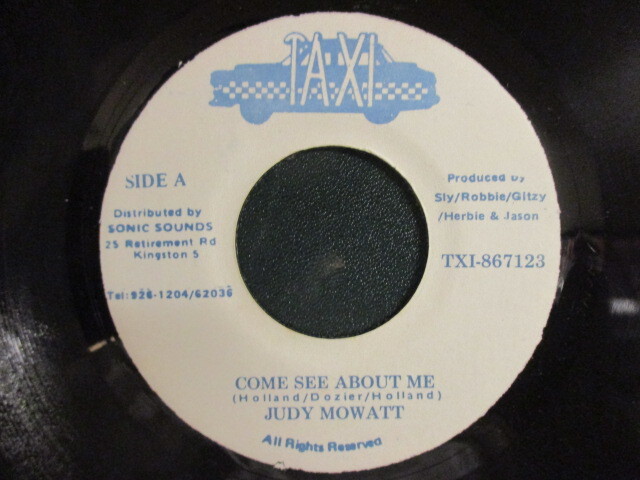 TAXI
SIDE A
Distributed by
SONIC SOUNDS
25 Retirement Rd
Kingston 5
Tel: 926-1204/62036
Produced by
Sly/Robbie/Gitzy
/Herbie & Jason
TXI-867123
COME SEE ABOUT ME
(Holland/Dozier/Holland)
JUDY MOWATT
All Rights Reserved